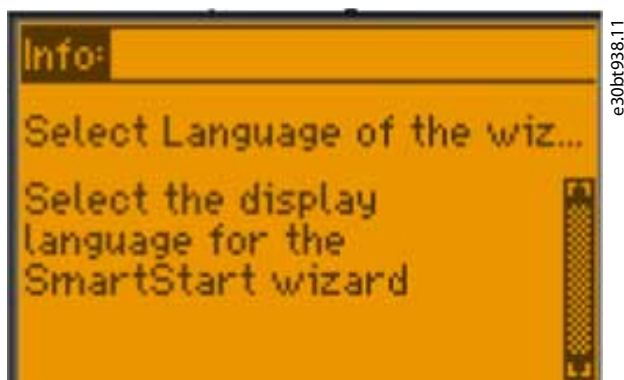 Info:
Select Language of the wiz...
Select the display
language for the
SmartStart wizard
e30bt938.11